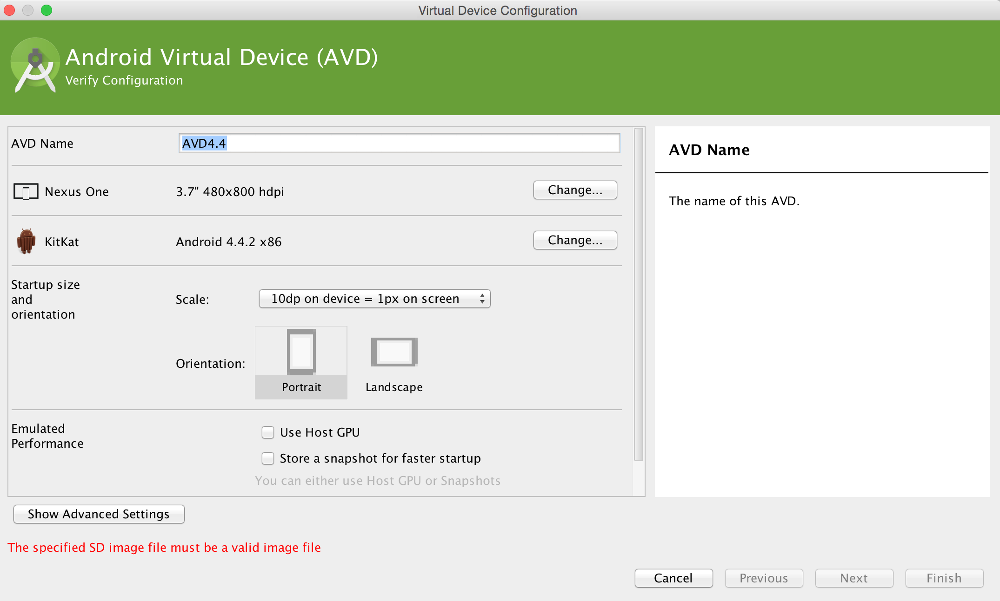 Virtual Device Configuration
Android Virtual Device (AVD)
Verify Configuration
AVD Name
AVD4.4
Nexus One
3.7" 480x800 hdpi
Change...
KitKat
Android 4.4.2 x86
Change...
Startup size
and
orientation
Scale:
10dp on device = 1px on screen
Orientation:
Portrait
Landscape
Emulated
Performance
Use Host GPU
Store a snapshot for faster startup
You can either use Host GPU or Snapshots
AVD Name
The name of this AVD.
Show Advanced Settings
The specified SD image file must be a valid image file
Cancel
Previous
Next
Finish